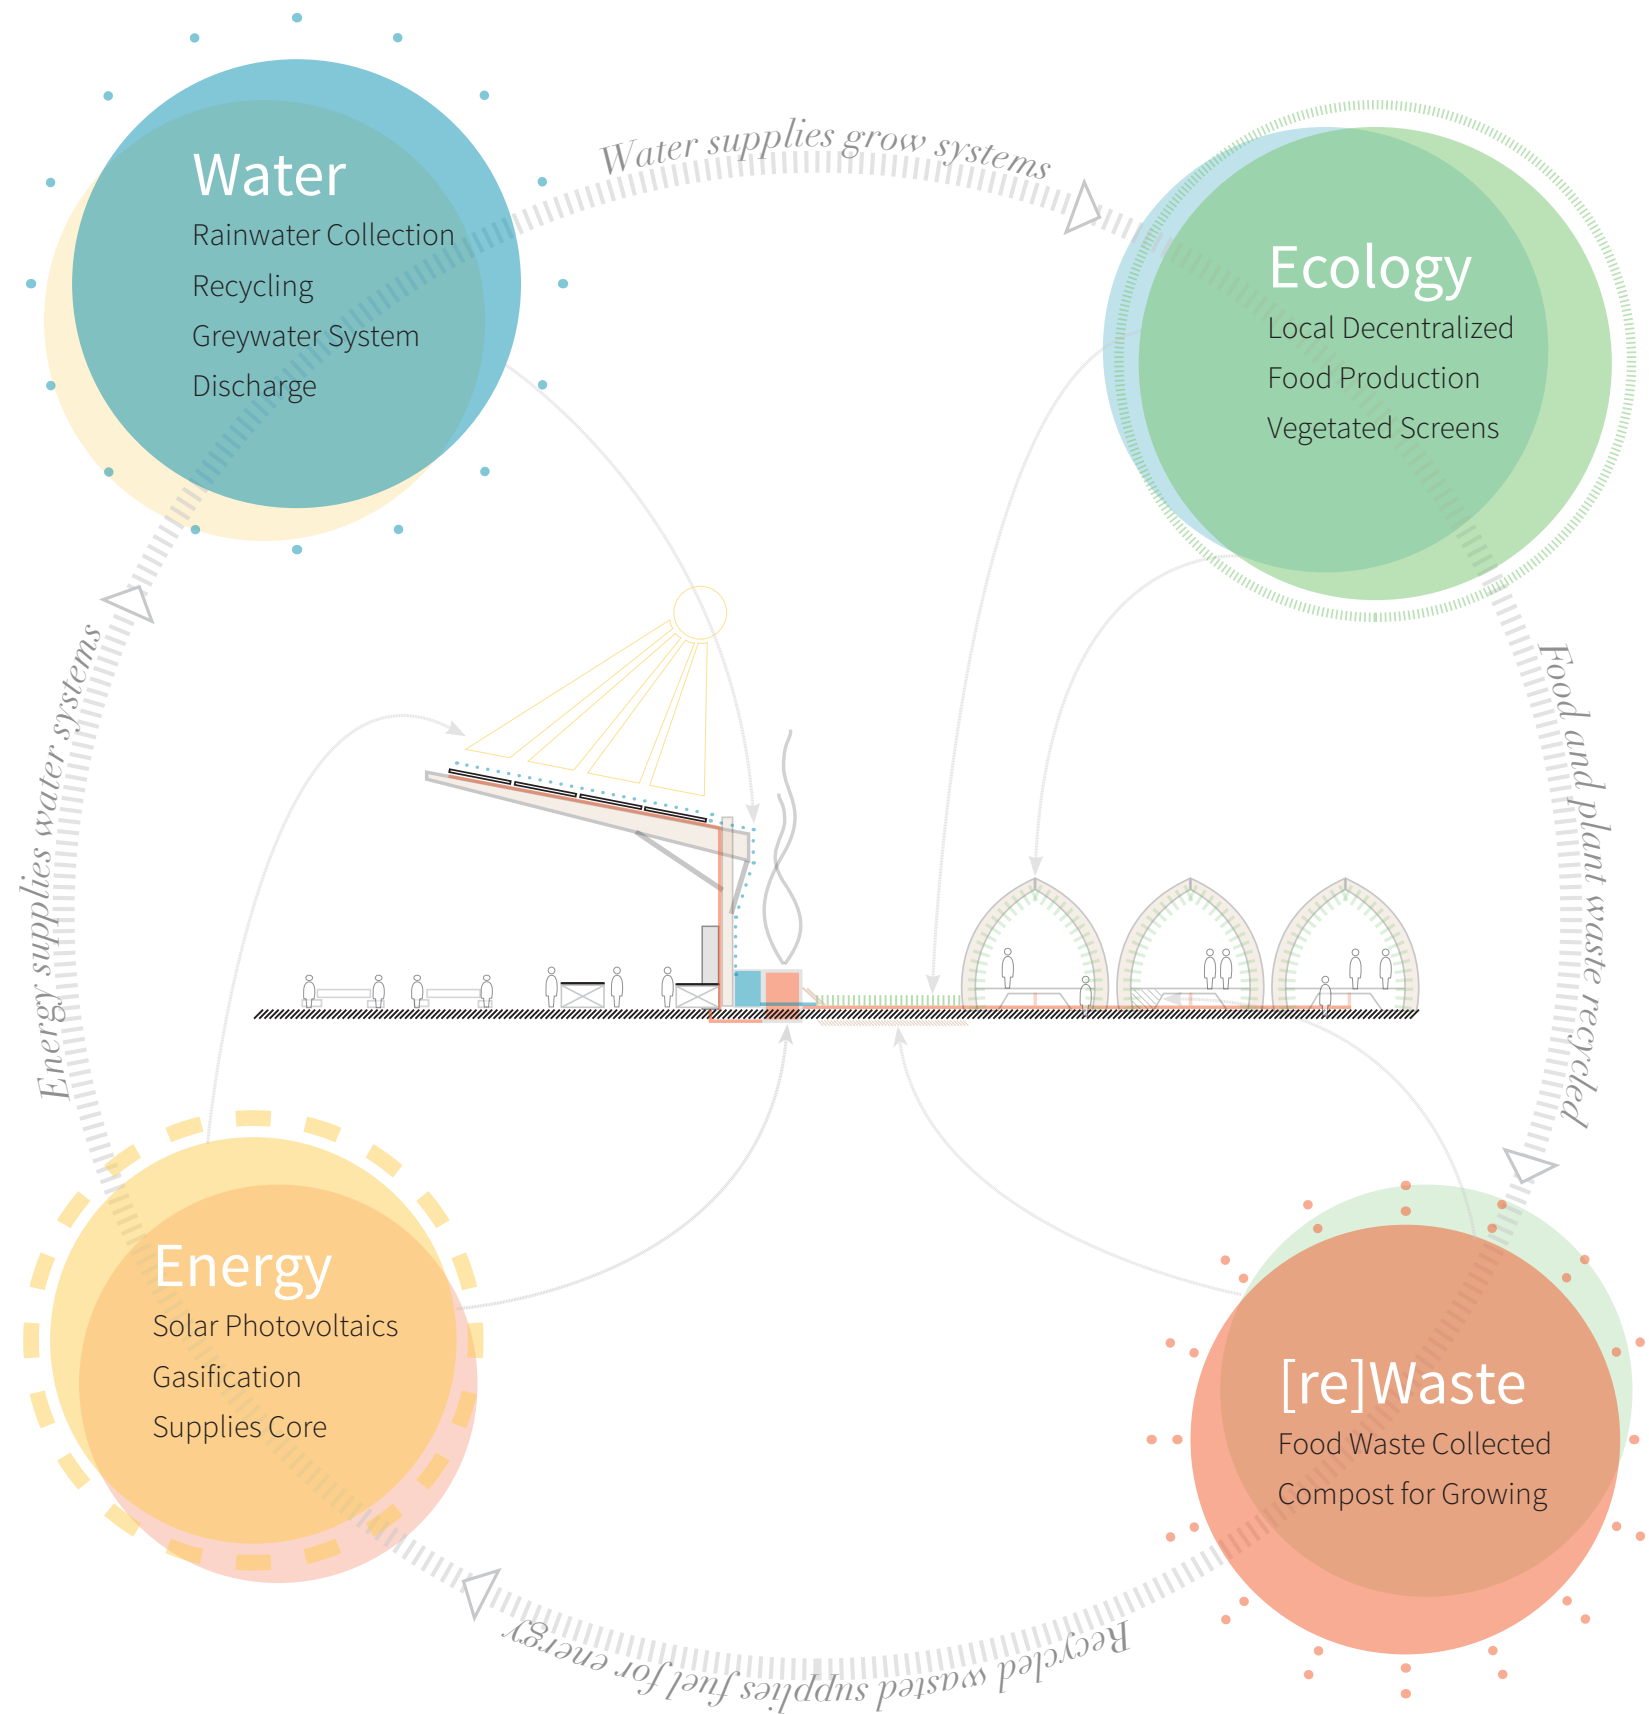 Water supplies grow systems
Water
Rainwater Collection
Recycling
Greywater System
Discharge
Ecology
Local Decentralized
Food Production
Vegetated Screens
Energy supplies water systems
Food and plant waste recycled
Energy
Solar Photovoltaics
Gasification
Supplies Core
[re]Waste
Food Waste Collected
Compost for Growing
Recycled wasted supplies fuel for energy